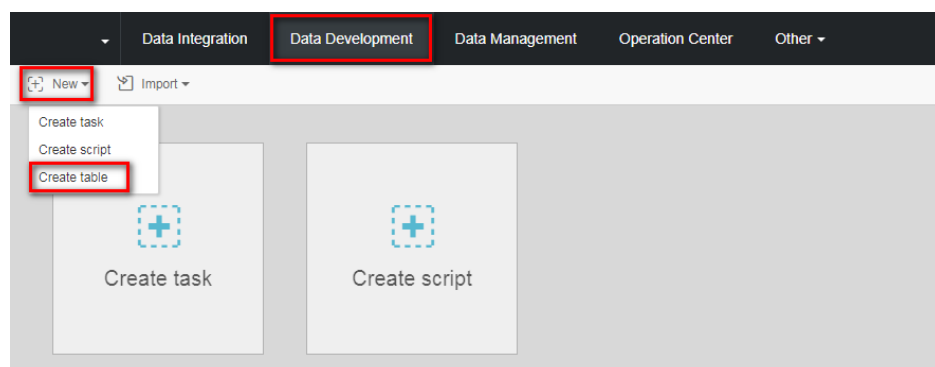 Data Integration Data Development Data Management Operation Center Other
New Import
Create task
Create script
Create table
Create task Create script